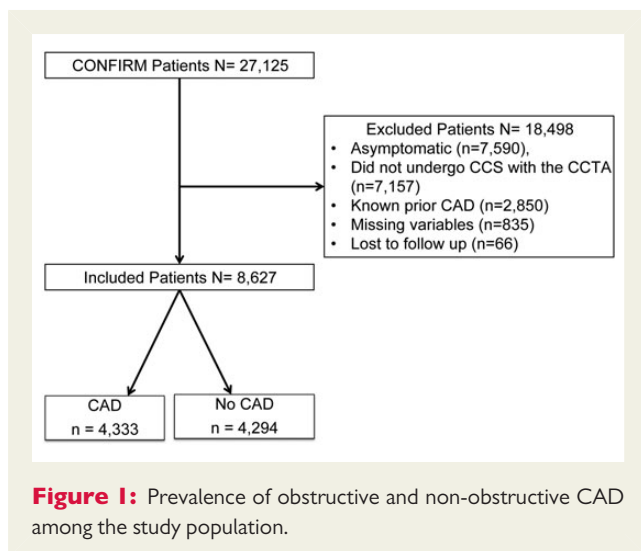 CONFIRM Patients N= 27,125
Excluded Patients N= 18,498
• Asymptomatic (n=7,590),
• Did not undergo CCS with the CCTA
(n=7,157)
• Known prior CAD (n=2,850)
• Missing variables (n=835)
• Lost to follow up (n=66)
Included Patients N= 8,627
CAD
n = 4,333
No CAD
n = 4,294
Figure 1: Prevalence of obstructive and non-obstructive CAD
among the study population.